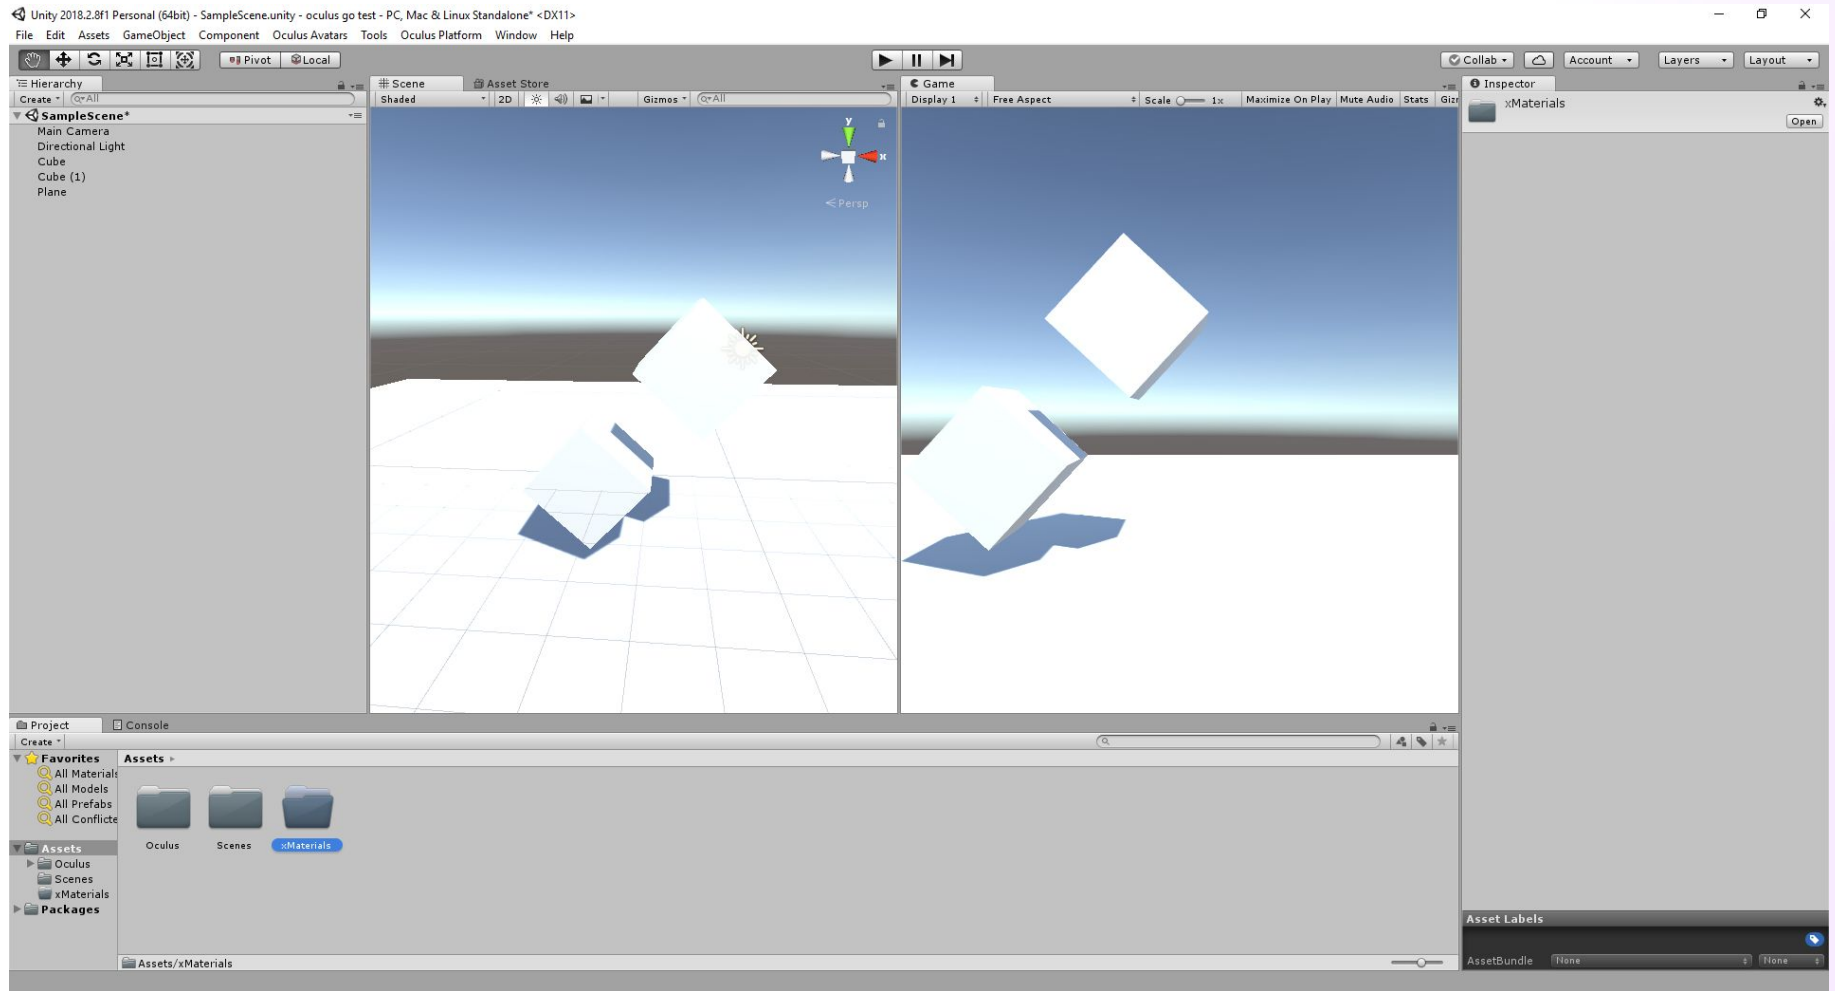 Unity 2018.2.8f1 Personal (64bit) - SampleScene.unity - oculus go test - PC, Mac & Linux Standalone* <DX11>
File Edit Assets GameObject Component Oculus Avatars Tools Oculus Platform Window Help
Pivot Local Collab Account Layers Layout
Hierarchy
Create All
SampleScene*
Main Camera
Directional Light
Cube
Cube (1)
Plane
Scene Asset Store
Shaded 2D Gizmos All
y
x
Persp
Game
Display 1 Free Aspect Scale 1x Maximize On Play Mute Audio Stats Giz
Inspector
xMaterials
Open
Project Console
Create
Favorites
All Materials
All Models
All Prefabs
All Conflicte
Assets
Oculus
Scenes
xMaterials
Packages
Assets
Oculus Scenes xMaterials
Assets/xMaterials
Asset Labels
AssetBundle None None